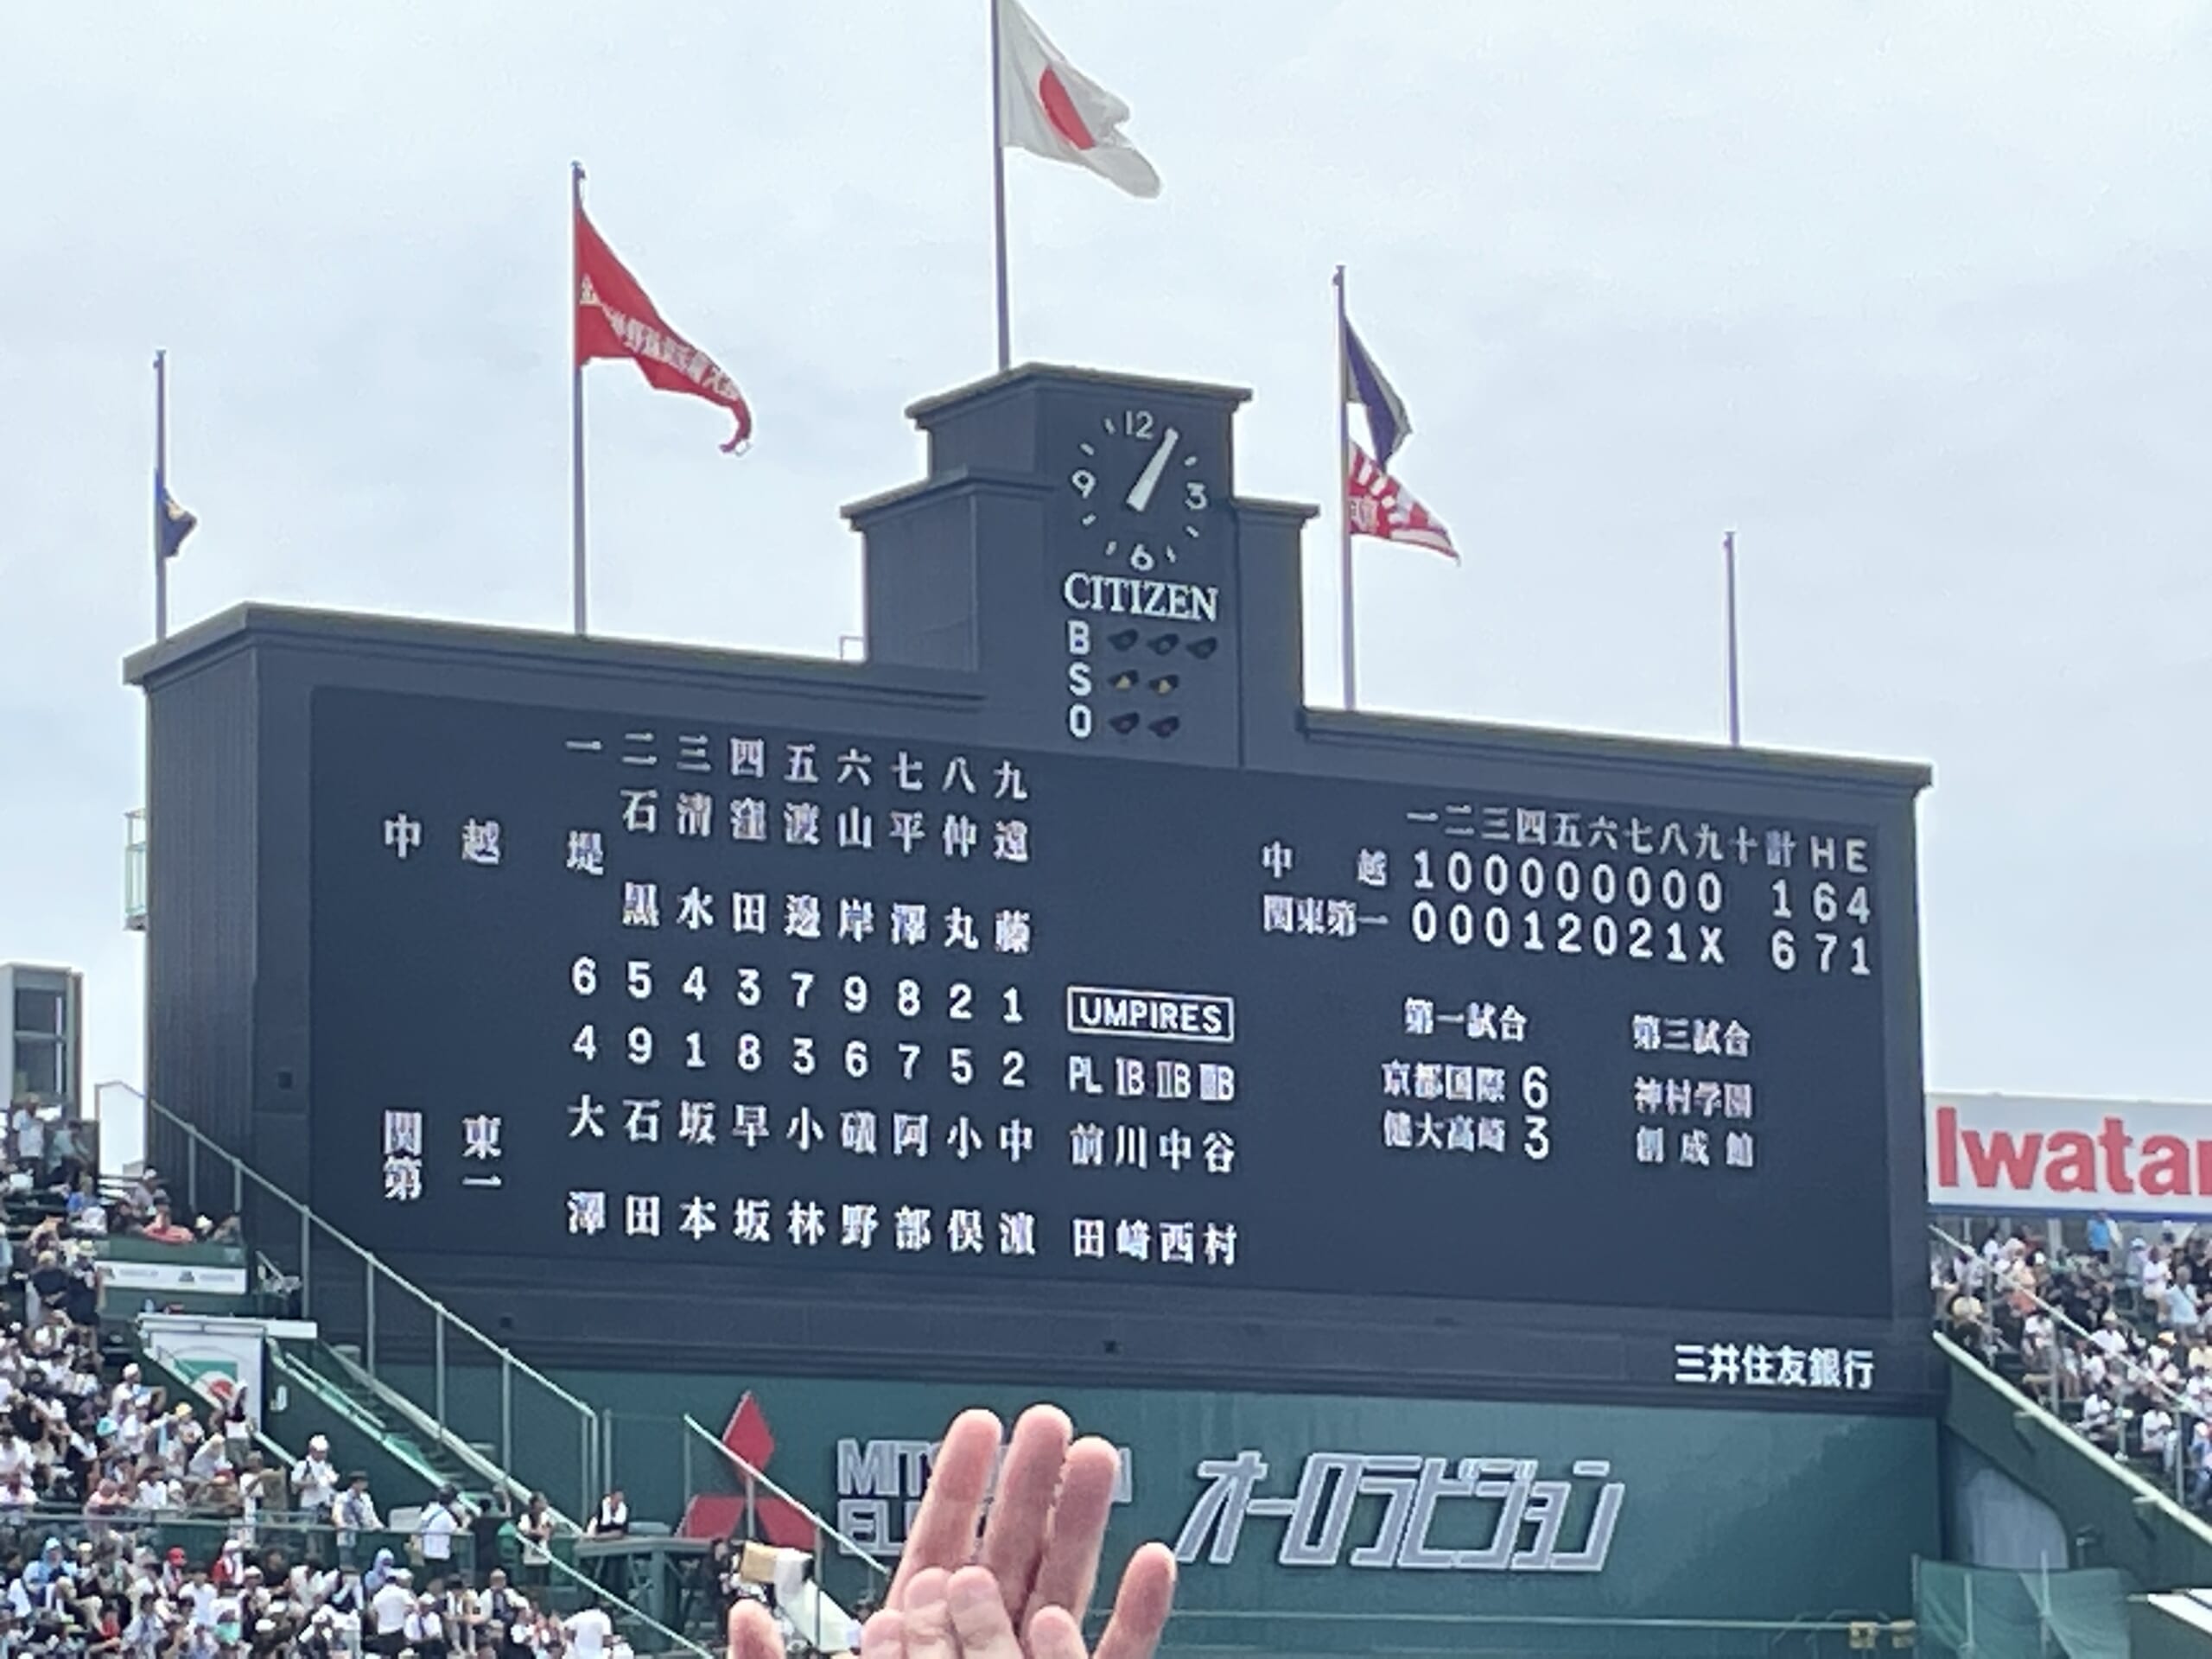 12
9 3
6
CITIZEN
B
S
O
一 二 三 四 五 六 七 八 九
中越 堤 石黒 清水 窪田 渡邉 山岸 平澤 仲丸 遠藤
6 5 4 3 7 9 8 2 1
4 9 1 8 3 6 7 5 2
関東第一 大澤 石田 坂本 早坂 小林 磯野 阿部 小俣 中濵
UMPIRES
PL ⅠB ⅡB ⅢB
前田 川崎 中西 谷村
一二三四五六七八九十計 H E
中越 1 0 0 0 0 0 0 0 0 1 6 4
関東第一 0 0 0 1 2 0 2 1 X 6 7 1
第一試合
京都国際 6
健大高崎 3
第三試合
神村学園
創成館
三井住友銀行
オーロラビジョン